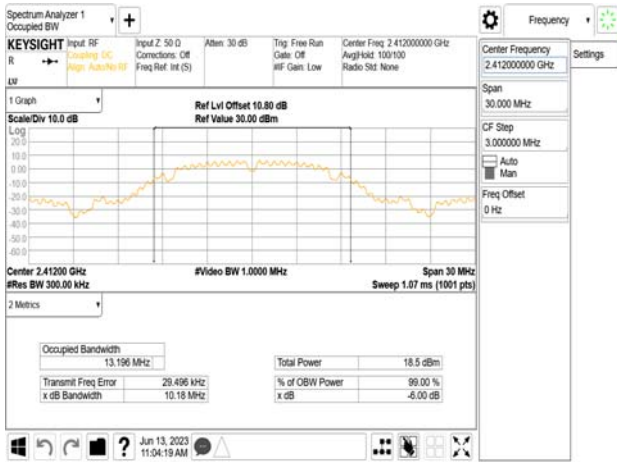 Spectrum Analyzer 1
Occupied BW
Frequency
KEYSIGHT
R
Input: RF
Coupling: DC
Align: Auto/No RF
Input Z: 50 Ω
Corrections: Off
Freq Ref: Int (S)
Atten: 30 dB
Trig: Free Run
Gate: Off
#IF Gain: Low
Center Freq: 2.412000000 GHz
Avg|Hold: 100/100
Radio Std: None
Center Frequency
2.412000000 GHz
Settings
Span
30.000 MHz
CF Step
3.000000 MHz
Auto
Man
Freq Offset
0 Hz
1 Graph
Scale/Div 10.0 dB
Ref Lvl Offset 10.80 dB
Ref Value 30.00 dBm
Log
20.0
10.0
0.00
-10.0
-20.0
-30.0
-40.0
-50.0
-60.0
Center 2.41200 GHz
#Res BW 300.00 kHz
#Video BW 1.0000 MHz
Span 30 MHz
Sweep 1.07 ms (1001 pts)
2 Metrics
Occupied Bandwidth
13.196 MHz
Total Power 18.5 dBm
Transmit Freq Error 29.496 kHz
% of OBW Power 99.00 %
x dB Bandwidth 10.18 MHz
x dB -6.00 dB
?
Jun 13, 2023
11:04:19 AM